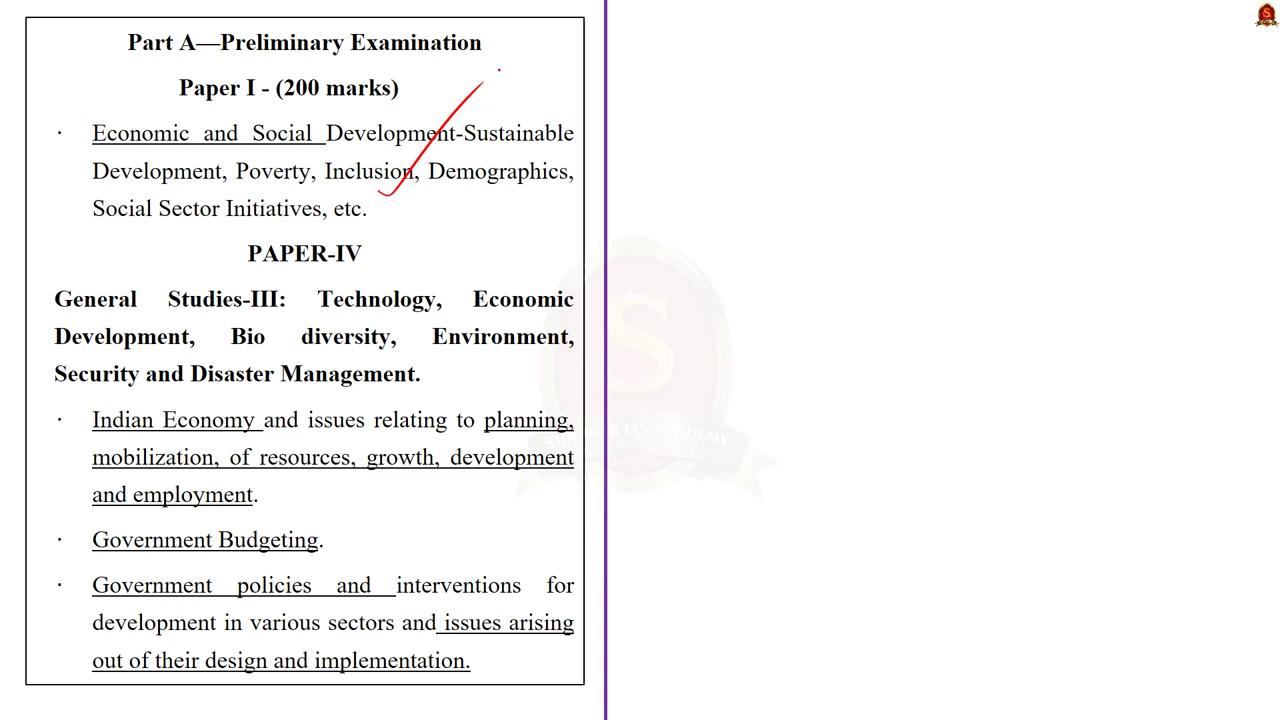 Part A—Preliminary Examination
Paper I - (200 marks)
· Economic and Social Development-Sustainable
Development, Poverty, Inclusion, Demographics,
Social Sector Initiatives, etc.
PAPER-IV
General Studies-III: Technology, Economic
Development, Bio diversity, Environment,
Security and Disaster Management.
· Indian Economy and issues relating to planning,
mobilization, of resources, growth, development
and employment.
· Government Budgeting.
· Government policies and interventions for
development in various sectors and issues arising
out of their design and implementation.
S
IAS ACADEMY